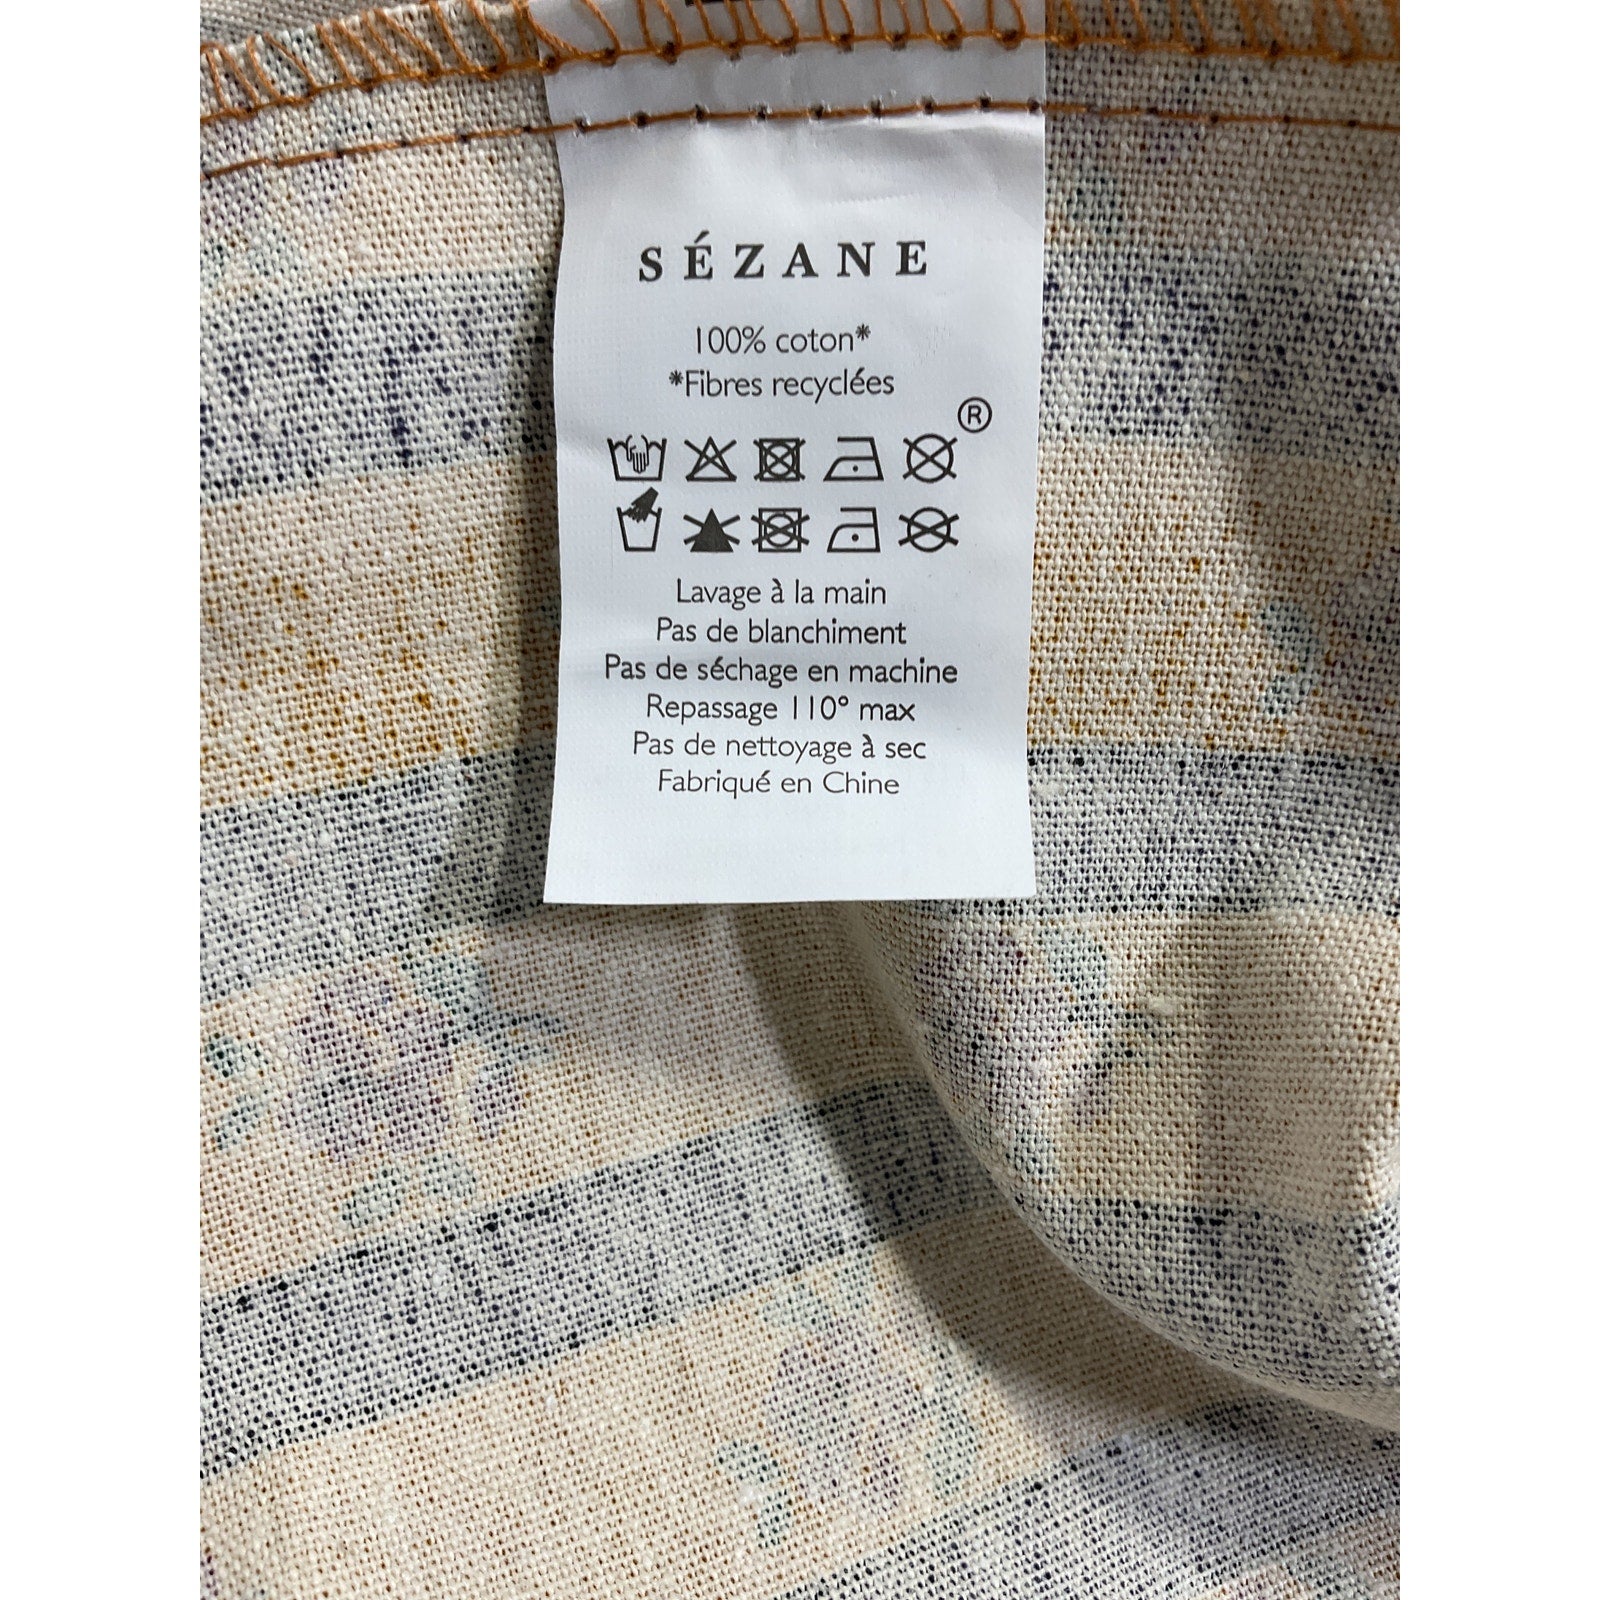 SÉZANE
100% coton*
*Fibres recyclées
®
Lavage à la main
Pas de blanchiment
Pas de séchage en machine
Repassage 110° max
Pas de nettoyage à sec
Fabriqué en Chine